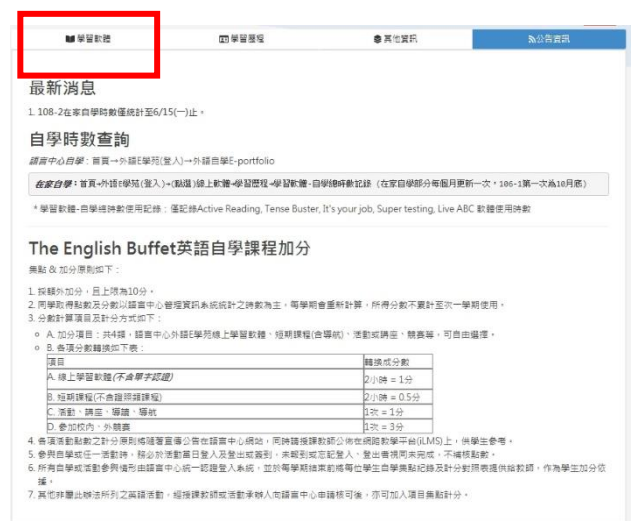 學習軟體
學習歷程
其他資訊
公告資訊
最新消息
1. 108-2在家自學時數僅統計至6/15(一)止。
自學時數查詢
語言中心自學：首頁→外語E學苑(登入)→外語自學E-portfolio
在家自學：首頁→外語E學苑(登入)→(點選)線上軟體→學習歷程→學習軟體-自學總時數記錄 (在家自學部分每個月更新一次，106-1第一次為10月底)
*學習軟體-自學總時數使用記錄：僅記錄Active Reading, Tense Buster, It's your job, Super testing, Live ABC 軟體使用時數
The English Buffet英語自學課程加分
集點 & 加分原則如下：
1. 採額外加分，且上限為10分。
2. 同學取得點數及分數以語言中心管理資訊系統統計之時數為主，每學期會重新計算，所得分數不累計至次一學期使用。
3. 分數計算項目及計分方式如下：
A. 加分項目：共4類，語言中心外語E學苑線上學習軟體、短期課程(含導航)、活動或講座、競賽等，可自由選擇。
B. 各項分數轉換如下表：
項目 轉換成分數
A. 線上學習軟體(不含單字認證) 2小時 = 1分
B. 短期課程(不含證照類課程) 2小時 = 0.5分
C. 活動、講座、導讀、導航 1次 = 1分
D. 參加校內、外競賽 1次 = 3分
4. 各項活動點數之計分原則將隨著宣傳公告在語言中心網站，同時請授課教師公佈在網路教學平台(iLMS)上，供學生參考。
5. 參與自學或任一活動時，務必於活動當日登入及登出或簽到，未簽到或忘記登入、登出者視同未完成，不補核點數。
6. 所有自學或活動參與情形由語言中心統一認證登入系統，並於每學期結束前將每位學生自學集點紀錄及計分對照表提供給教師，作為學生加分依
據。
7. 其他非屬此辦法所列之英語活動，經授課教師或活動承辦人向語言中心申請核可後，亦可加入項目集點計分。